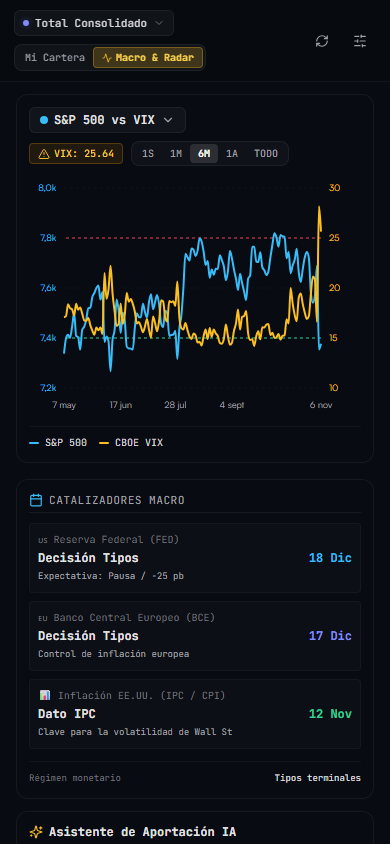 Total Consolidado
Mi Cartera
Macro & Radar
S&P 500 vs VIX
VIX: 25.64
1S 1M 6M 1A TODO
8,0k
7,8k
7,6k
7,4k
7,2k
30
25
20
15
10
7 may 17 jun 28 jul 4 sept 6 nov
S&P 500 CBOE VIX
CATALIZADORES MACRO
US Reserva Federal (FED)
Decisión Tipos 18 Dic
Expectativa: Pausa / -25 pb
EU Banco Central Europeo (BCE)
Decisión Tipos 17 Dic
Control de inflación europea
Inflación EE.UU. (IPC / CPI)
Dato IPC 12 Nov
Clave para la volatilidad de Wall St
Régimen monetario Tipos terminales
Asistente de Aportación IA